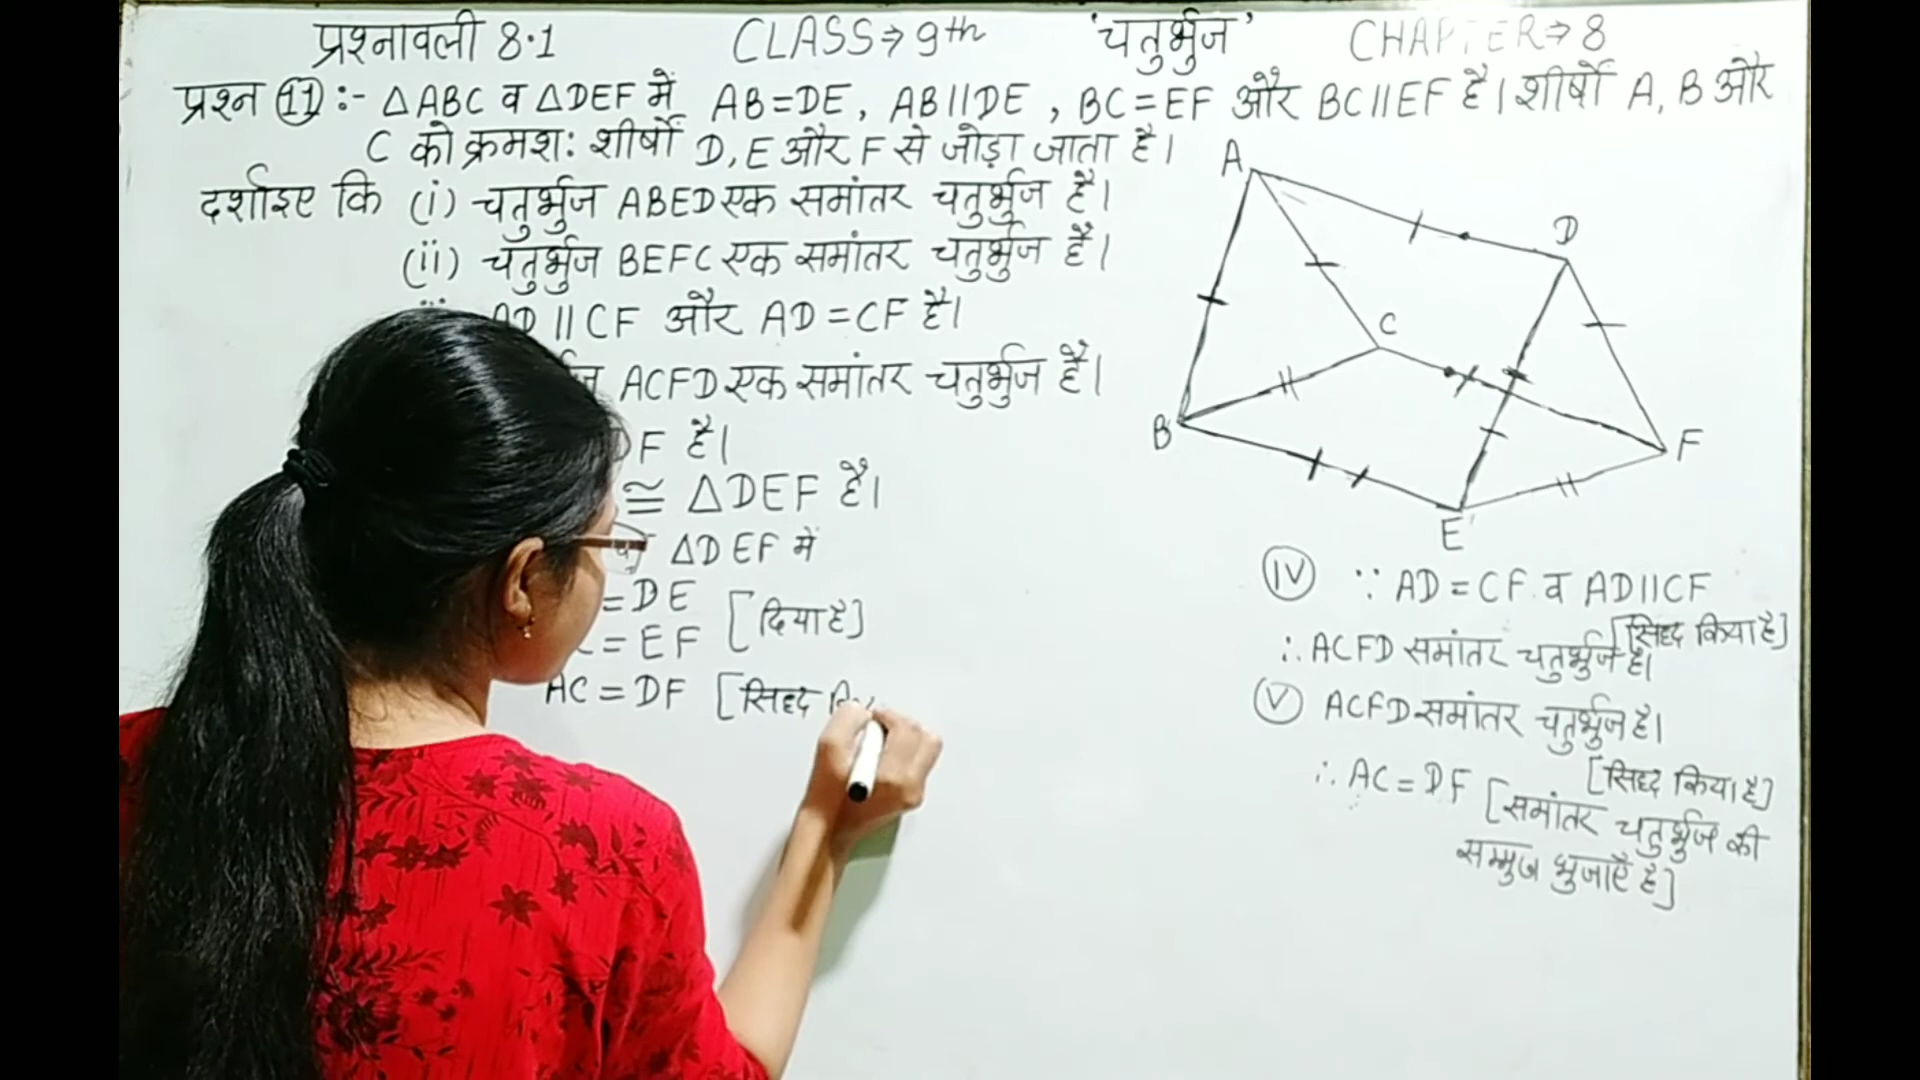 प्रश्नावली 8.1 CLASS⇒9th 'चतुर्भुज' CHAPTER⇒8
प्रश्न (11) :- △ABC व △DEF में AB=DE, AB||DE, BC=EF और BC||EF है। शीर्षों A, B और
C को क्रमश: शीर्षों D, E और F से जोड़ा जाता है।
दर्शाइए कि (i) चतुर्भुज ABED एक समांतर चतुर्भुज है।
(ii) चतुर्भुज BEFC एक समांतर चतुर्भुज है।
AD || CF और AD = CF है।
ACFD एक समांतर चतुर्भुज है।
DF है।
≅ △DEF है।
△DEF में
= DE
[दिया है]
= EF
AC = DF [सिद्ध
A
D
C
B
F
E
(IV) ∵ AD = CF व AD||CF
[सिद्ध किया है]
∴ ACFD समांतर चतुर्भुज है।
(V) ACFD समांतर चतुर्भुज है।
[सिद्ध किया है]
∴ AC = DF [समांतर चतुर्भुज की
सम्मुख भुजाएँ है]